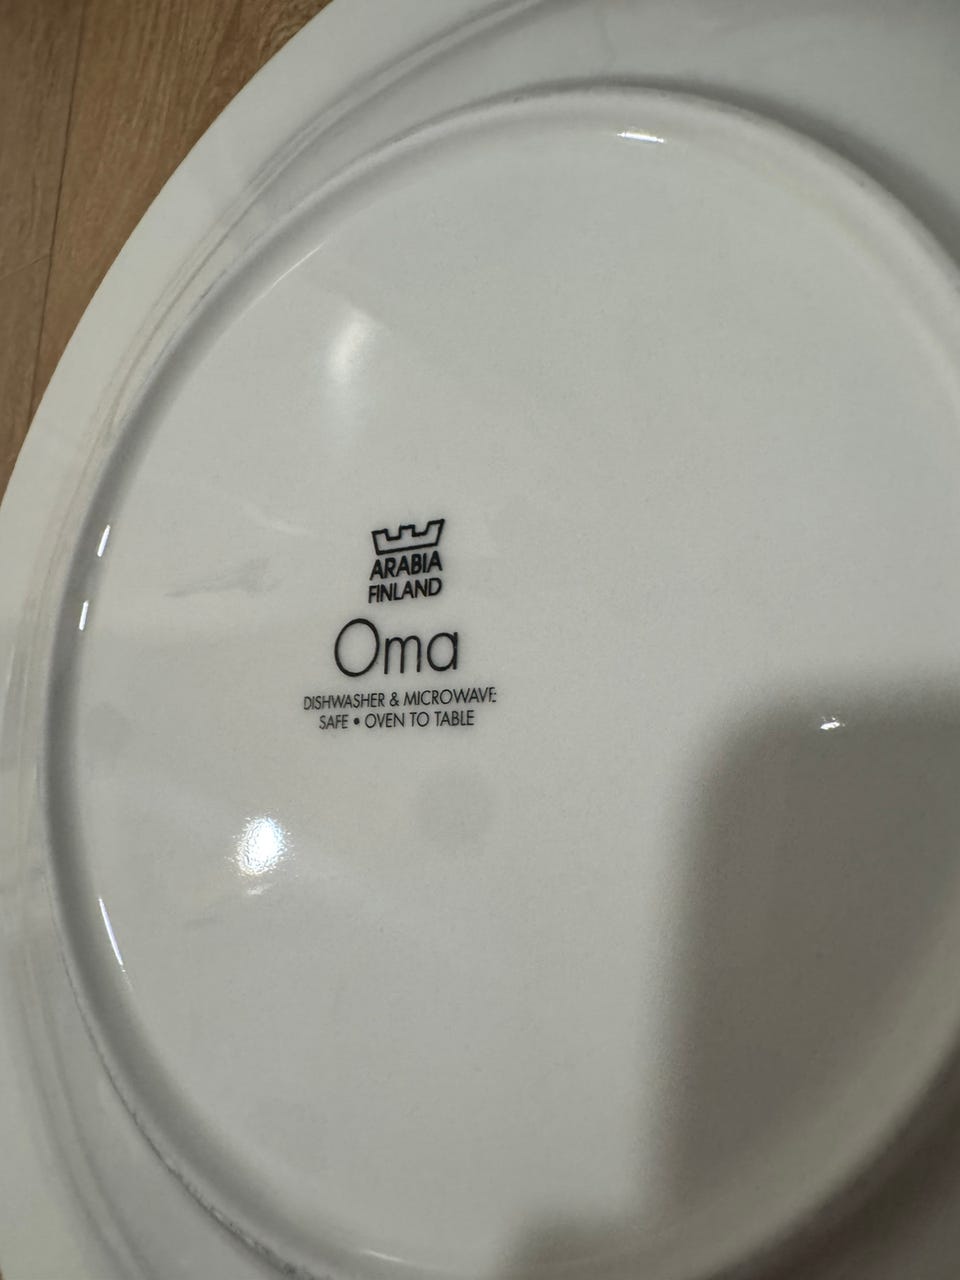 ARABIA
FINLAND
Oma
DISHWASHER & MICROWAVE
SAFE • OVEN TO TABLE